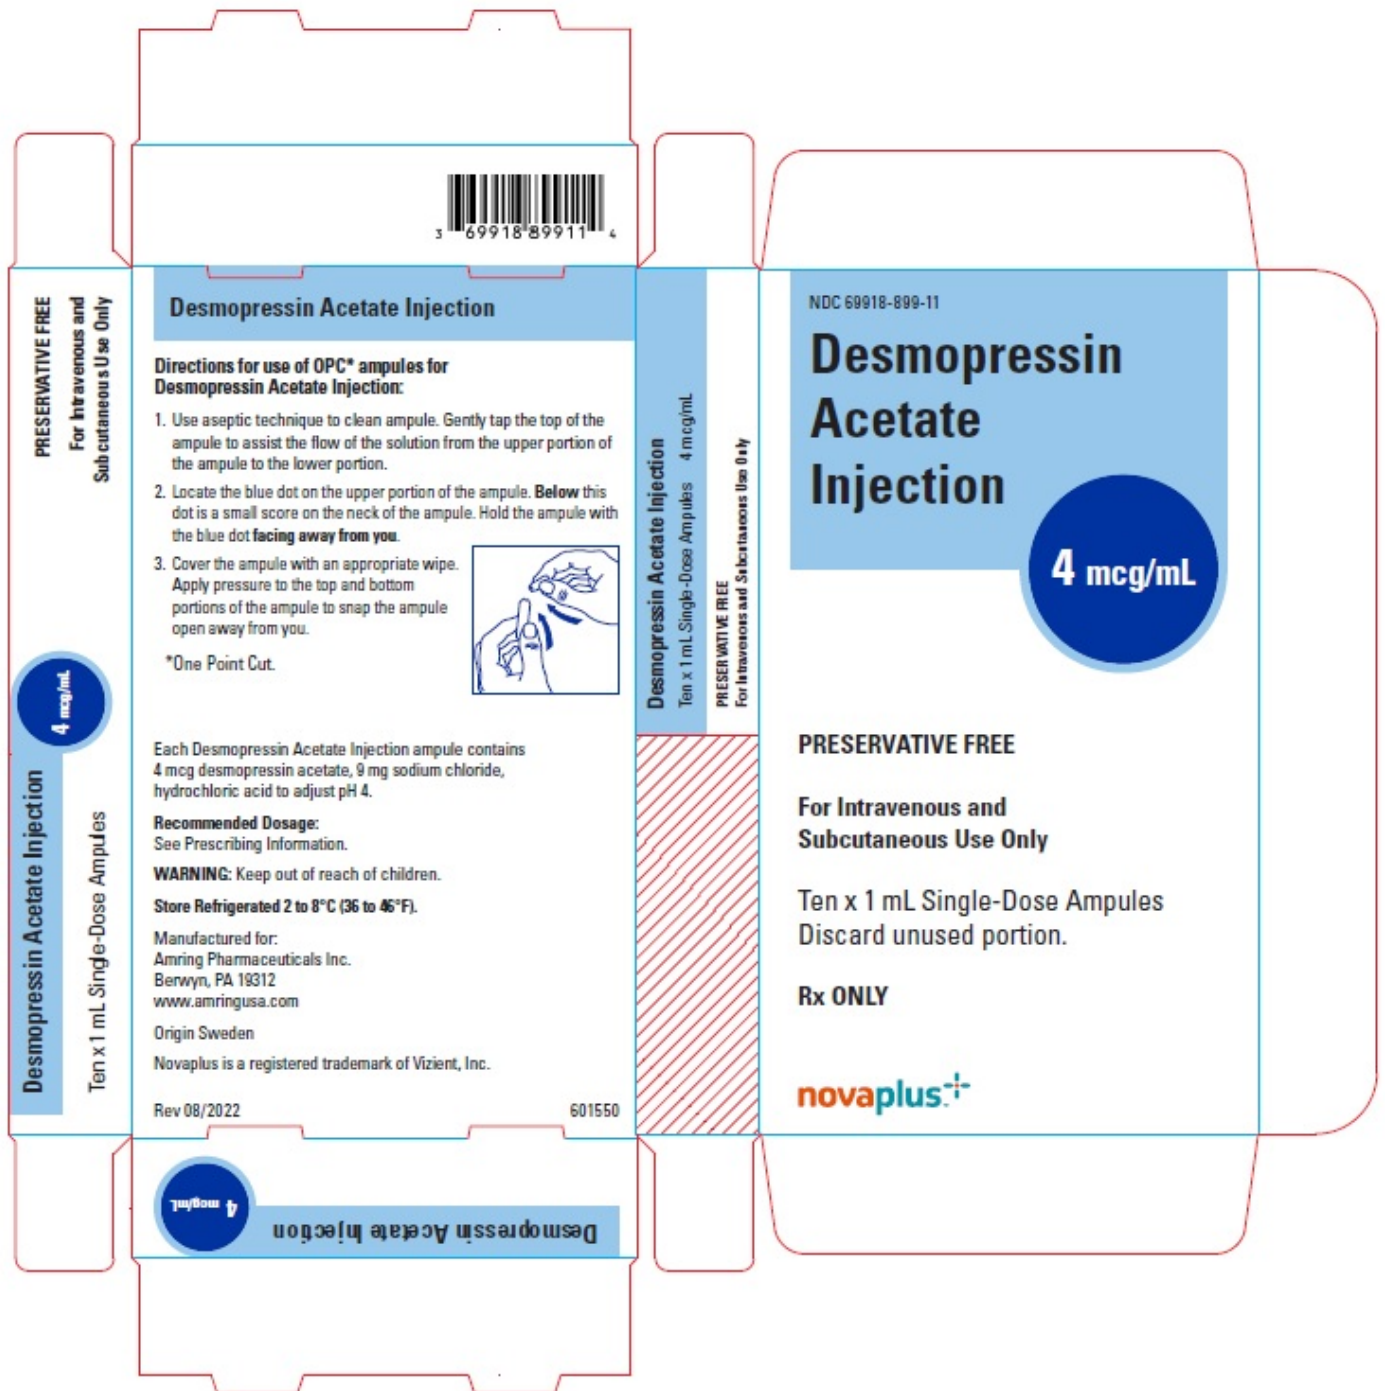 3 69918 89911 4
PRESERVATIVE FREE
For Intravenous and
Subcutaneous Use Only
4 mcg/mL
Desmopressin Acetate Injection
Ten x 1 mL Single-Dose Ampules
Desmopressin Acetate Injection
Directions for use of OPC* ampules for
Desmopressin Acetate Injection:
1. Use aseptic technique to clean ampule. Gently tap the top of the
ampule to assist the flow of the solution from the upper portion of
the ampule to the lower portion.
2. Locate the blue dot on the upper portion of the ampule. Below this
dot is a small score on the neck of the ampule. Hold the ampule with
the blue dot facing away from you.
3. Cover the ampule with an appropriate wipe.
Apply pressure to the top and bottom
portions of the ampule to snap the ampule
open away from you.
*One Point Cut.
Each Desmopressin Acetate Injection ampule contains
4 mcg desmopressin acetate, 9 mg sodium chloride,
hydrochloric acid to adjust pH 4.
Recommended Dosage:
See Prescribing Information.
WARNING: Keep out of reach of children.
Store Refrigerated 2 to 8°C (36 to 46°F).
Manufactured for:
Amring Pharmaceuticals Inc.
Berwyn, PA 19312
www.amringusa.com
Origin Sweden
Novaplus is a registered trademark of Vizient, Inc.
Rev 08/2022 601550
4 mcg/mL
Desmopressin Acetate Injection
Desmopressin Acetate Injection
Ten x 1 mL Single-Dose Ampules 4 mcg/mL
PRESERVATIVE FREE
For Intravenous and Subcutaneous Use Only
NDC 69918-899-11
Desmopressin
Acetate
Injection
4 mcg/mL
PRESERVATIVE FREE
For Intravenous and
Subcutaneous Use Only
Ten x 1 mL Single-Dose Ampules
Discard unused portion.
Rx ONLY
novaplus